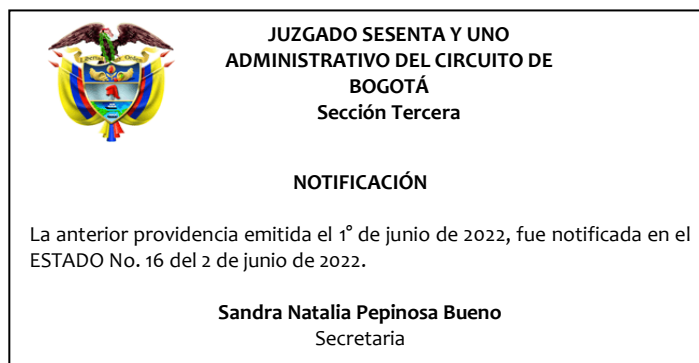 JUZGADO SESENTA Y UNO
ADMINISTRATIVO DEL CIRCUITO DE
BOGOTÁ
Sección Tercera
NOTIFICACIÓN
La anterior providencia emitida el 1° de junio de 2022, fue notificada en el
ESTADO No. 16 del 2 de junio de 2022.
Sandra Natalia Pepinosa Bueno
Secretaria